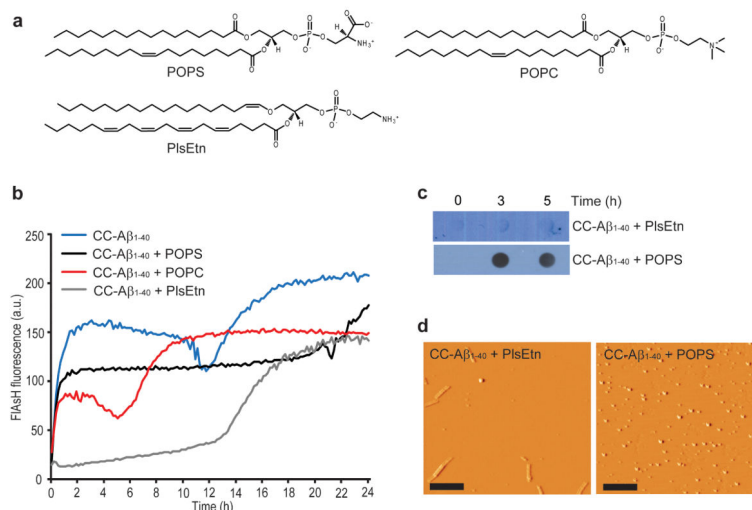 a
POPS
POPC
PlsEtn
b
CC-Aβ1-40
CC-Aβ1-40 + POPS
CC-Aβ1-40 + POPC
CC-Aβ1-40 + PlsEtn
FlAsH fluorescence (a.u.)
250
200
150
100
50
0
0 2 4 6 8 10 12 14 16 18 20 22 24
Time (h)
c
0 3 5 Time (h)
CC-Aβ1-40 + PlsEtn
CC-Aβ1-40 + POPS
d
CC-Aβ1-40 + PlsEtn
CC-Aβ1-40 + POPS